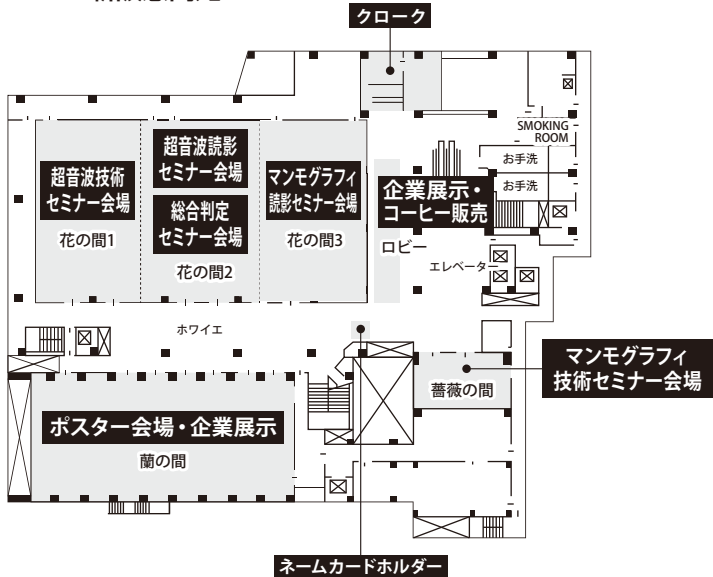 クローク
SMOKING
ROOM
お手洗
お手洗
超音波技術
セミナー会場
花の間1
超音波読影
セミナー会場
総合判定
セミナー会場
花の間2
マンモグラフィ
読影セミナー会場
花の間3
企業展示・
コーヒー販売
ロビー
エレベーター
ホワイエ
マンモグラフィ
技術セミナー会場
薔薇の間
ポスター会場・企業展示
蘭の間
ネームカードホルダー